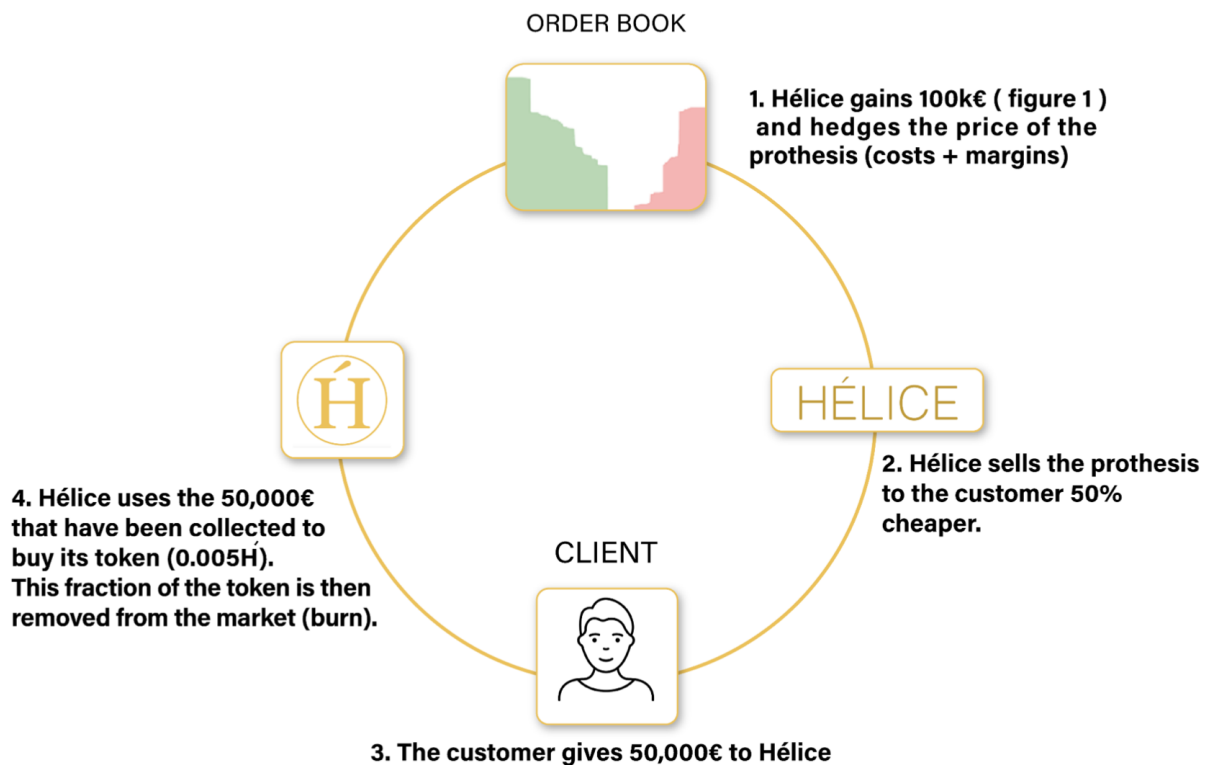 ORDER BOOK
1. Hélice gains 100k€ ( figure 1 )
and hedges the price of the
prothesis (costs + margins)
H́
HÉLICE
2. Hélice sells the prothesis
to the customer 50%
cheaper.
4. Hélice uses the 50,000€
that have been collected to
buy its token (0.005H́).
This fraction of the token is then
removed from the market (burn).
CLIENT
3. The customer gives 50,000€ to Hélice